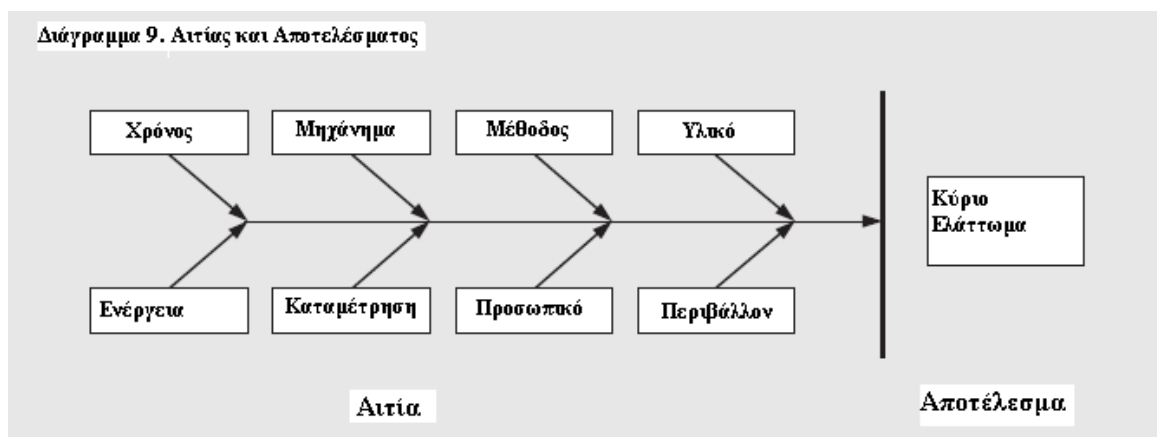 Διάγραμμα 9. Αιτίας και Αποτελέσματος
Χρόνος
Μηχάνημα
Μέθοδος
Υλικό
Κύριο
Ελάττωμα
Ενέργεια
Καταμέτρηση
Προσωπικό
Περιβάλλον
Αιτία
Αποτέλεσμα